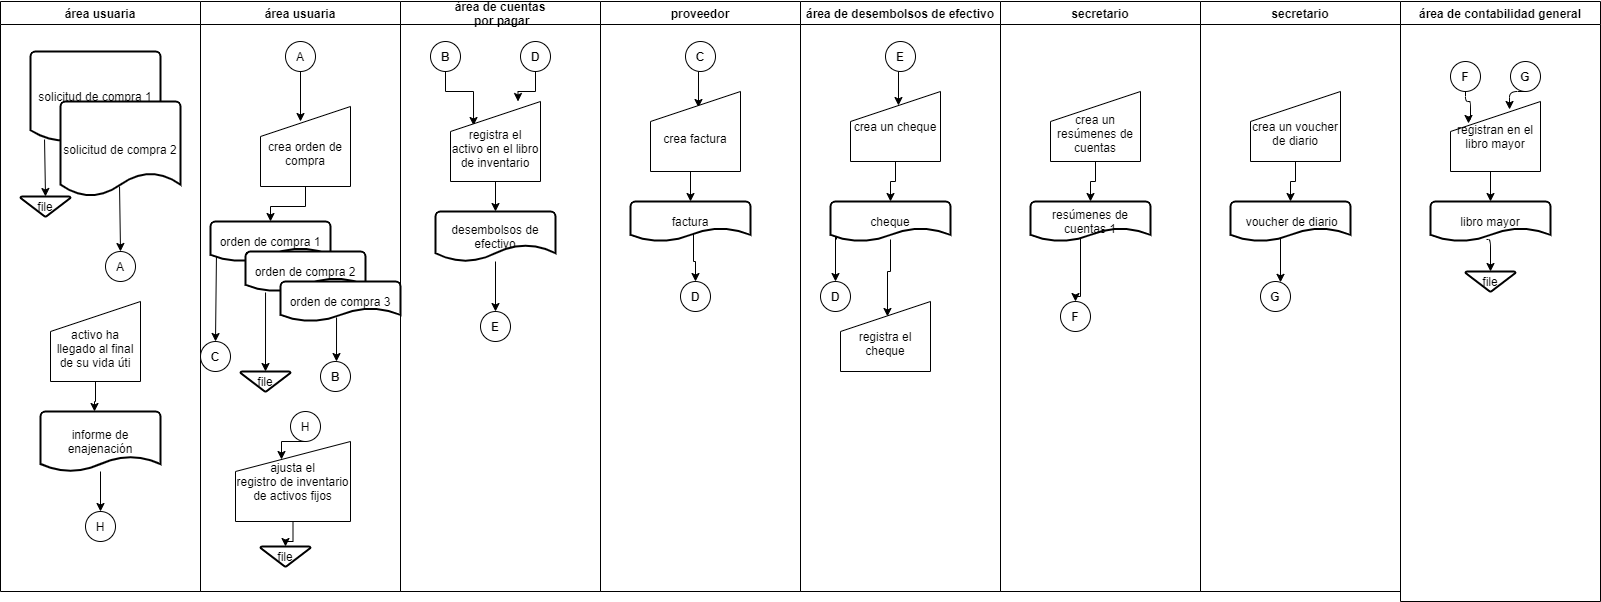 área usuaria
solicitud de compra 1
solicitud de compra 2
file
A
activo ha
llegado al final
de su vida úti
informe de
enajenación
H
área usuaria
A
crea orden de
compra
orden de compra 1
orden de compra 2
orden de compra 3
C
file
B
H
ajusta el
registro de inventario
de activos fijos
file
área de cuentas
por pagar
B
D
registra el
activo en el libro
de inventario
desembolsos de
efectivo
E
proveedor
C
crea factura
factura
D
área de desembolsos de efectivo
E
crea un cheque
cheque
D
registra el
cheque
secretario
crea un
resúmenes de
cuentas
resúmenes de
cuentas 1
F
secretario
crea un voucher
de diario
voucher de diario
G
área de contabilidad general
F
G
registran en el
libro mayor
libro mayor
file